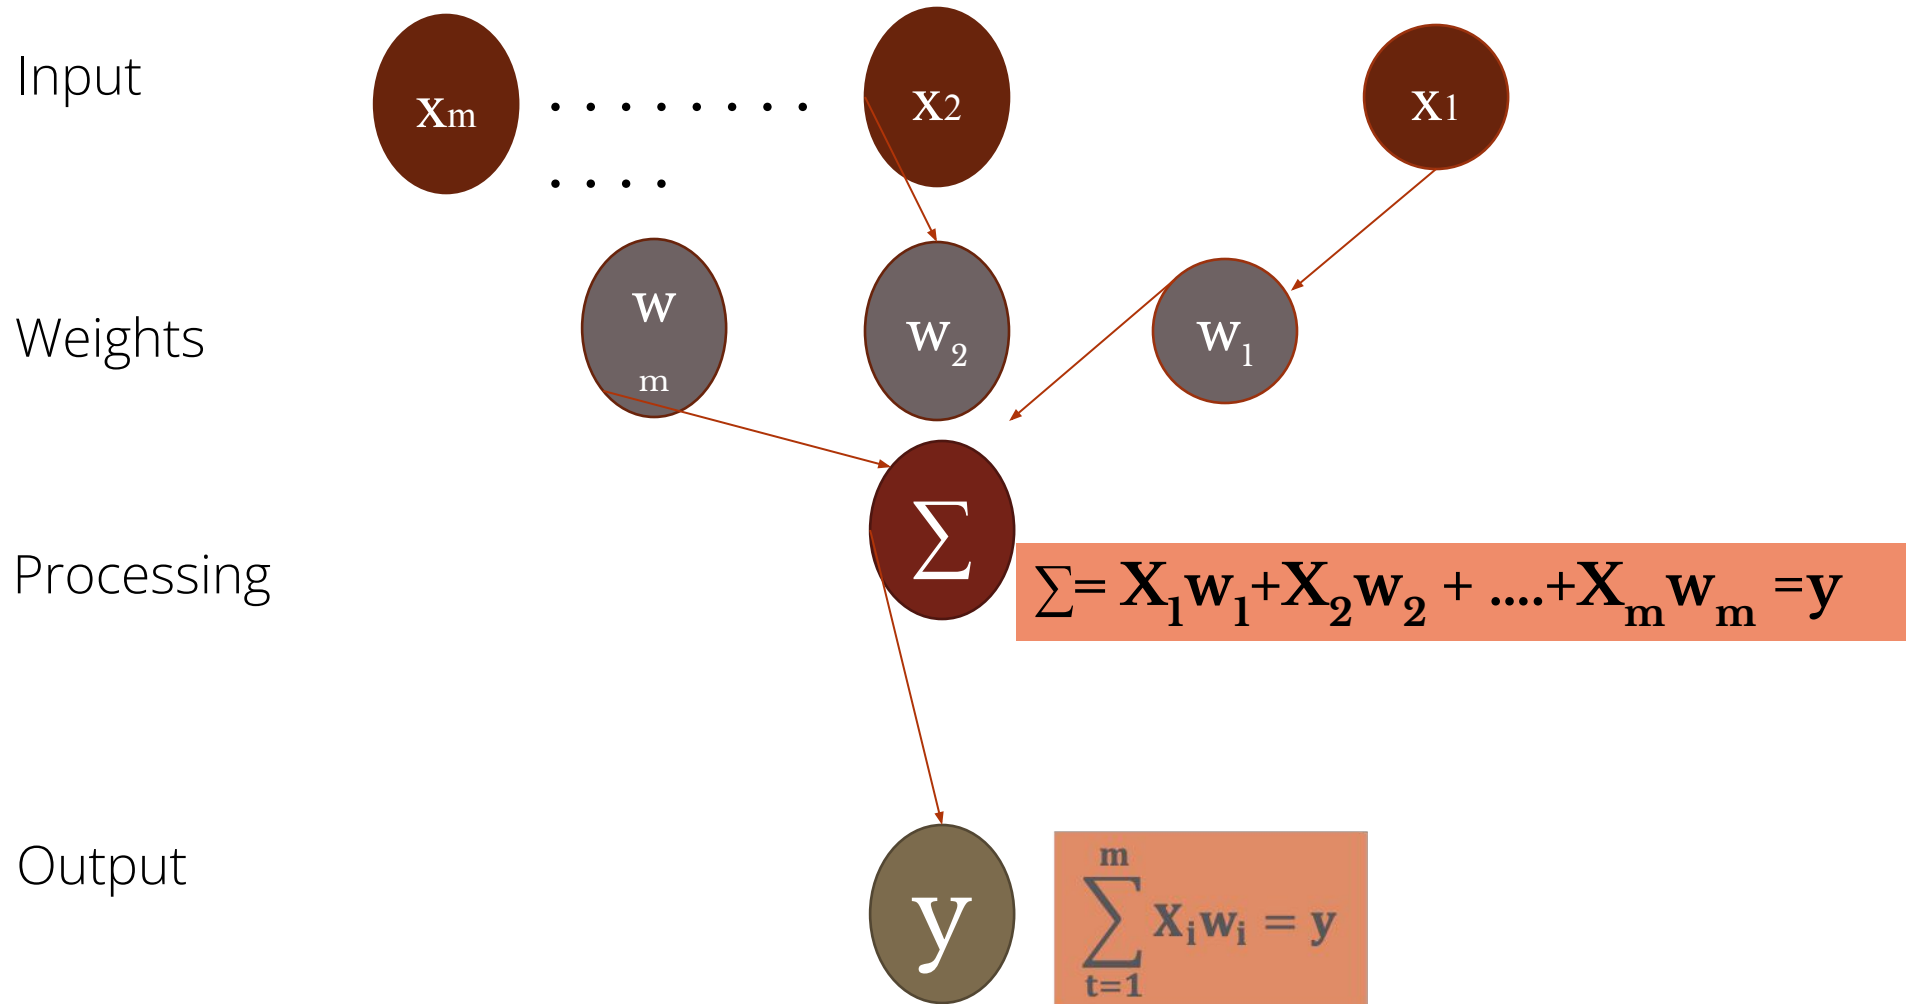 Input
xm ........ x2 x1
....
Weights
w
m
w2 w1
Processing
∑
∑= X1w1+X2w2 + ....+Xmwm =y
Output
y
m
∑ Xiwi = y
t=1